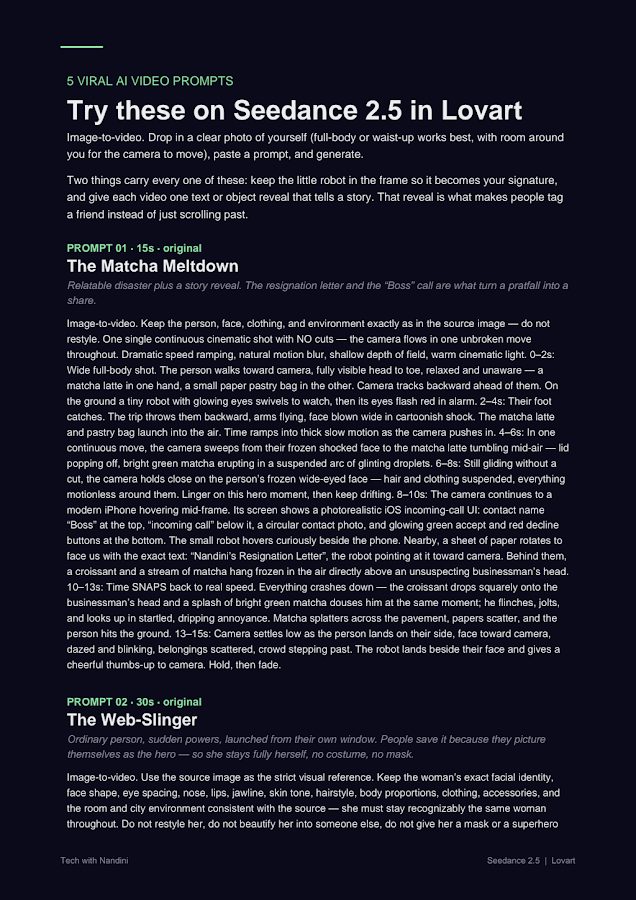 5 VIRAL AI VIDEO PROMPTS
Try these on Seedance 2.5 in Lovart
Image-to-video. Drop in a clear photo of yourself (full-body or waist-up works best, with room around
you for the camera to move), paste a prompt, and generate.
Two things carry every one of these: keep the little robot in the frame so it becomes your signature,
and give each video one text or object reveal that tells a story. That reveal is what makes people tag
a friend instead of just scrolling past.
PROMPT 01 · 15s · original
The Matcha Meltdown
Relatable disaster plus a story reveal. The resignation letter and the “Boss” call are what turn a pratfall into a
share.
Image-to-video. Keep the person, face, clothing, and environment exactly as in the source image — do not
restyle. One single continuous cinematic shot with NO cuts — the camera flows in one unbroken move
throughout. Dramatic speed ramping, natural motion blur, shallow depth of field, warm cinematic light. 0–2s:
Wide full-body shot. The person walks toward camera, fully visible head to toe, relaxed and unaware — a
matcha latte in one hand, a small paper pastry bag in the other. Camera tracks backward ahead of them. On
the ground a tiny robot with glowing eyes swivels to watch, then its eyes flash red in alarm. 2–4s: Their foot
catches. The trip throws them backward, arms flying, face blown wide in cartoonish shock. The matcha latte
and pastry bag launch into the air. Time ramps into thick slow motion as the camera pushes in. 4–6s: In one
continuous move, the camera sweeps from their frozen shocked face to the matcha latte tumbling mid-air — lid
popping off, bright green matcha erupting in a suspended arc of glinting droplets. 6–8s: Still gliding without a
cut, the camera holds close on the person’s frozen wide-eyed face — hair and clothing suspended, everything
motionless around them. Linger on this hero moment, then keep drifting. 8–10s: The camera continues to a
modern iPhone hovering mid-frame. Its screen shows a photorealistic iOS incoming-call UI: contact name
“Boss” at the top, “incoming call” below it, a circular contact photo, and glowing green accept and red decline
buttons at the bottom. The small robot hovers curiously beside the phone. Nearby, a sheet of paper rotates to
face us with the exact text: “Nandini’s Resignation Letter”, the robot pointing at it toward camera. Behind them,
a croissant and a stream of matcha hang frozen in the air directly above an unsuspecting businessman’s head.
10–13s: Time SNAPS back to real speed. Everything crashes down — the croissant drops squarely onto the
businessman’s head and a splash of bright green matcha douses him at the same moment; he flinches, jolts,
and looks up in startled, dripping annoyance. Matcha splatters across the pavement, papers scatter, and the
person hits the ground. 13–15s: Camera settles low as the person lands on their side, face toward camera,
dazed and blinking, belongings scattered, crowd stepping past. The robot lands beside their face and gives a
cheerful thumbs-up to camera. Hold, then fade.
PROMPT 02 · 30s · original
The Web-Slinger
Ordinary person, sudden powers, launched from their own window. People save it because they picture
themselves as the hero — so she stays fully herself, no costume, no mask.
Image-to-video. Use the source image as the strict visual reference. Keep the woman’s exact facial identity,
face shape, eye spacing, nose, lips, jawline, skin tone, hairstyle, body proportions, clothing, accessories, and
the room and city environment consistent with the source — she must stay recognizably the same woman
throughout. Do not restyle her, do not beautify her into someone else, do not give her a mask or a superhero
Tech with Nandini
Seedance 2.5 | Lovart